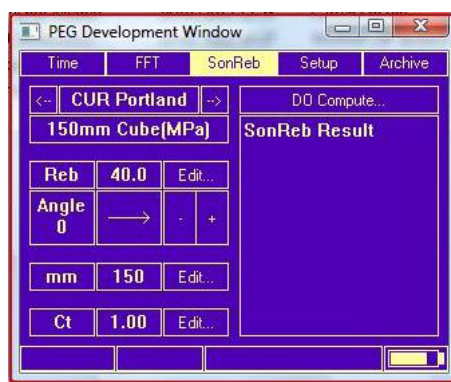 PEG Development Window
Time FFT SonReb Setup Archive
<-- CUR Portland -->
DO Compute...
150mm Cube(MPa)
SonReb Result
Reb 40.0 Edit...
Angle
0 - +
mm 150 Edit...
Ct 1.00 Edit...